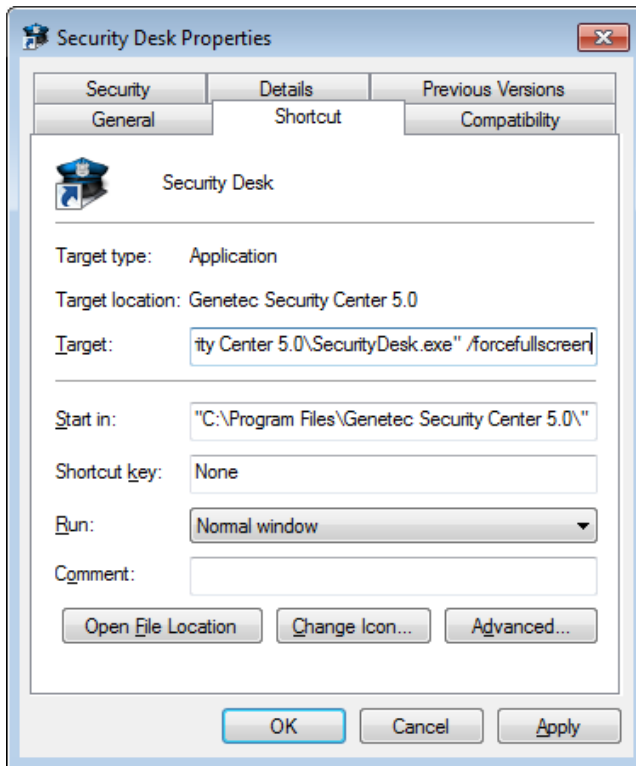 Security Desk Properties
Security Details Previous Versions
General Shortcut Compatibility
Security Desk
Target type: Application
Target location: Genetec Security Center 5.0
Target: ity Center 5.0\SecurityDesk.exe" /forcefullscreen
Start in: "C:\Program Files\Genetec Security Center 5.0\"
Shortcut key: None
Run: Normal window
Comment:
Open File Location Change Icon... Advanced...
OK Cancel Apply